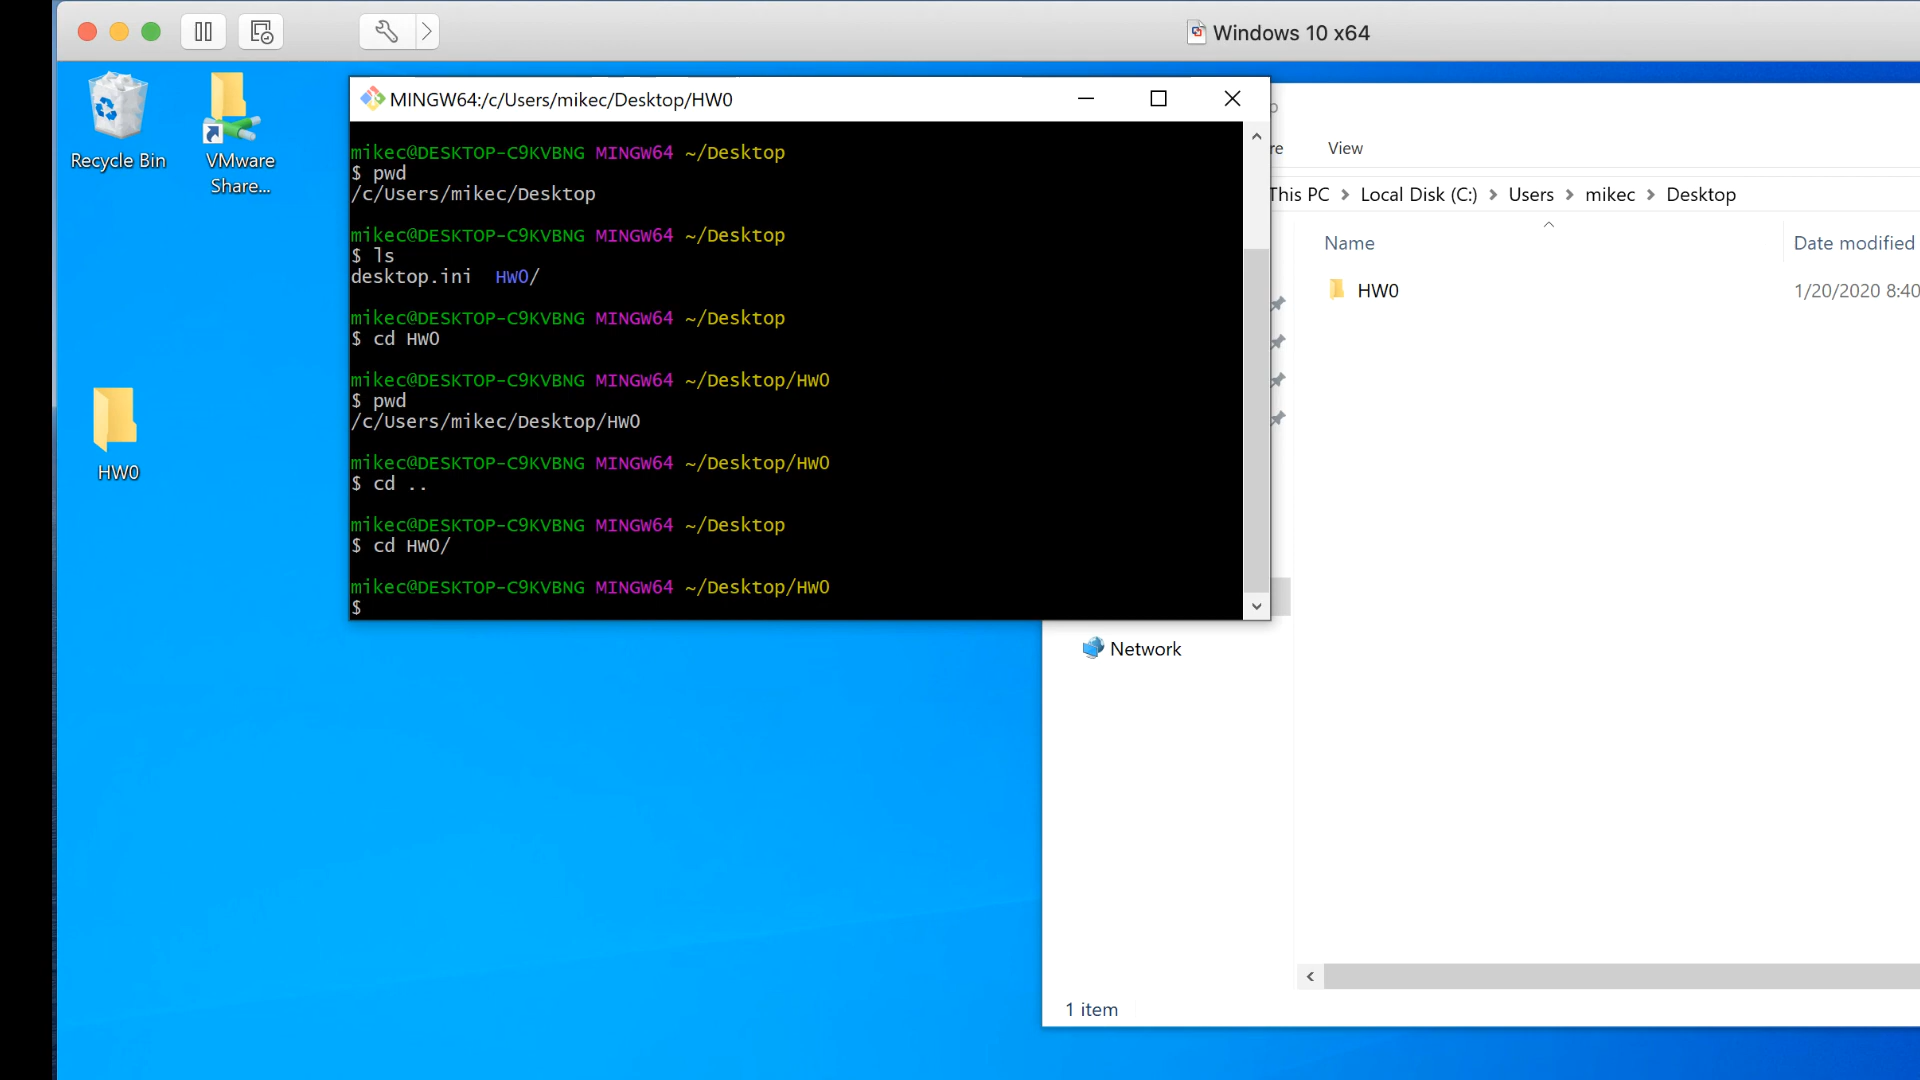 Windows 10 x64
Recycle Bin
VMware
Share...
HW0
MINGW64:/c/Users/mikec/Desktop/HW0
mikec@DESKTOP-C9KVBNG MINGW64 ~/Desktop
$ pwd
/c/Users/mikec/Desktop
mikec@DESKTOP-C9KVBNG MINGW64 ~/Desktop
$ ls
desktop.ini  HW0/
mikec@DESKTOP-C9KVBNG MINGW64 ~/Desktop
$ cd HW0
mikec@DESKTOP-C9KVBNG MINGW64 ~/Desktop/HW0
$ pwd
/c/Users/mikec/Desktop/HW0
mikec@DESKTOP-C9KVBNG MINGW64 ~/Desktop/HW0
$ cd ..
mikec@DESKTOP-C9KVBNG MINGW64 ~/Desktop
$ cd HW0/
mikec@DESKTOP-C9KVBNG MINGW64 ~/Desktop/HW0
$
View
This PC > Local Disk (C:) > Users > mikec > Desktop
Name Date modified
HW0 1/20/2020 8:40
Network
1 item